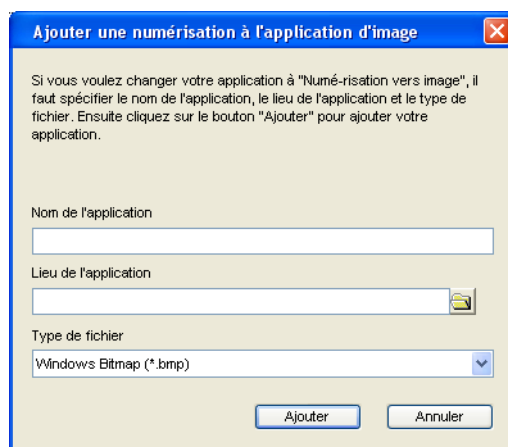 Ajouter une numérisation à l'application d'image
Si vous voulez changer votre application à "Numé-risation vers image", il
faut spécifier le nom de l'application, le lieu de l'application et le type de
fichier. Ensuite cliquez sur le bouton "Ajouter" pour ajouter votre
application.
Nom de l'application
Lieu de l'application
Type de fichier
Windows Bitmap (*.bmp)
Ajouter Annuler